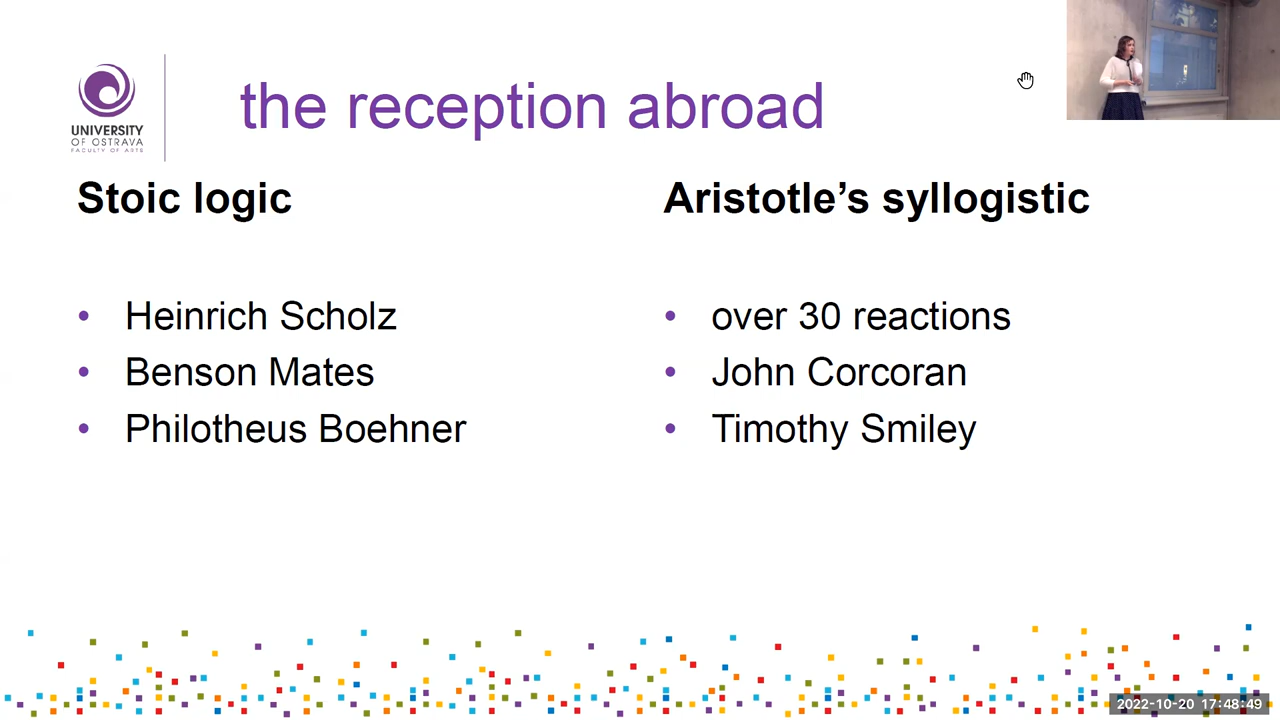 UNIVERSITY
OF OSTRAVA
FACULTY OF ARTS
the reception abroad
Stoic logic
• Heinrich Scholz
• Benson Mates
• Philotheus Boehner
Aristotle’s syllogistic
• over 30 reactions
• John Corcoran
• Timothy Smiley
2022-10-20 17:48:49